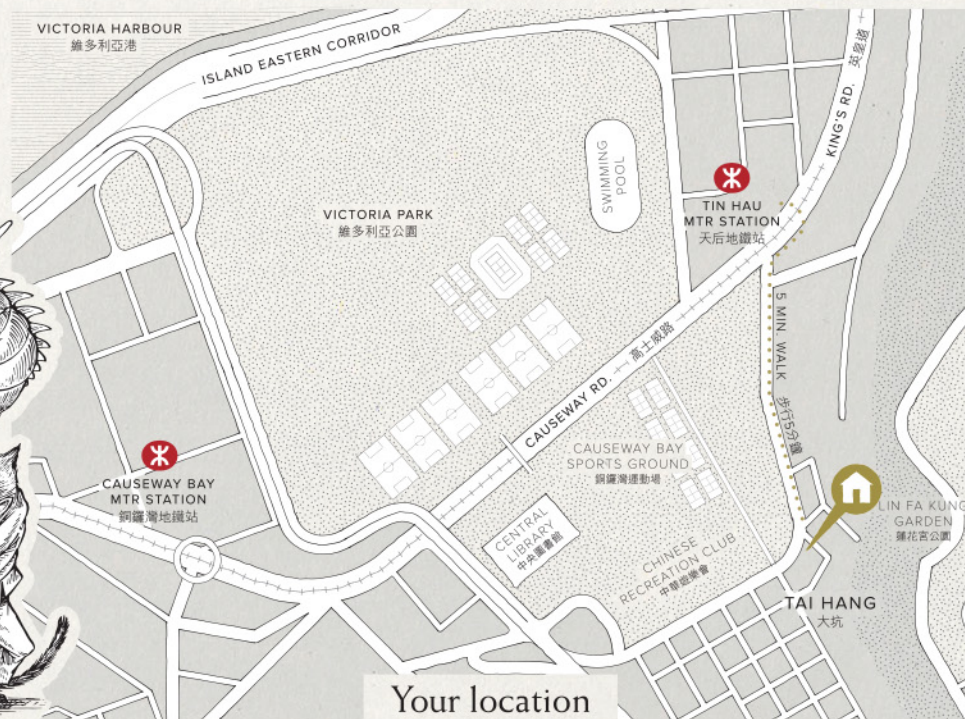 VICTORIA HARBOUR
維多利亞港
ISLAND EASTERN CORRIDOR
KING'S RD. 英皇道
SWIMMING
POOL
VICTORIA PARK
維多利亞公園
TIN HAU
MTR STATION
天后地鐵站
5 MIN. WALK 步行5分鐘
CAUSEWAY RD. 高士威路
CAUSEWAY BAY
SPORTS GROUND
銅鑼灣運動場
CAUSEWAY BAY
MTR STATION
銅鑼灣地鐵站
CENTRAL
LIBRARY
中央圖書館
LIN FA KUNG
GARDEN
蓮花宮公園
CHINESE
RECREATION CLUB
中華遊樂會
TAI HANG
大坑
Your location